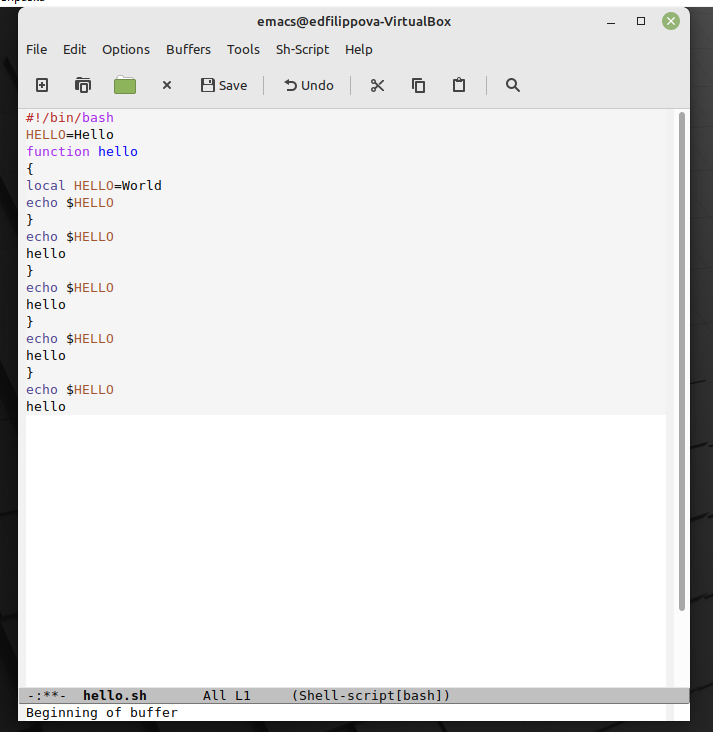 emacs@edfilippova-VirtualBox
File Edit Options Buffers Tools Sh-Script Help
Save Undo
#!/bin/bash
HELLO=Hello
function hello
{
local HELLO=World
echo $HELLO
}
echo $HELLO
hello
}
echo $HELLO
hello
}
echo $HELLO
hello
}
echo $HELLO
hello
-:**- hello.sh All L1 (Shell-script[bash])
Beginning of buffer